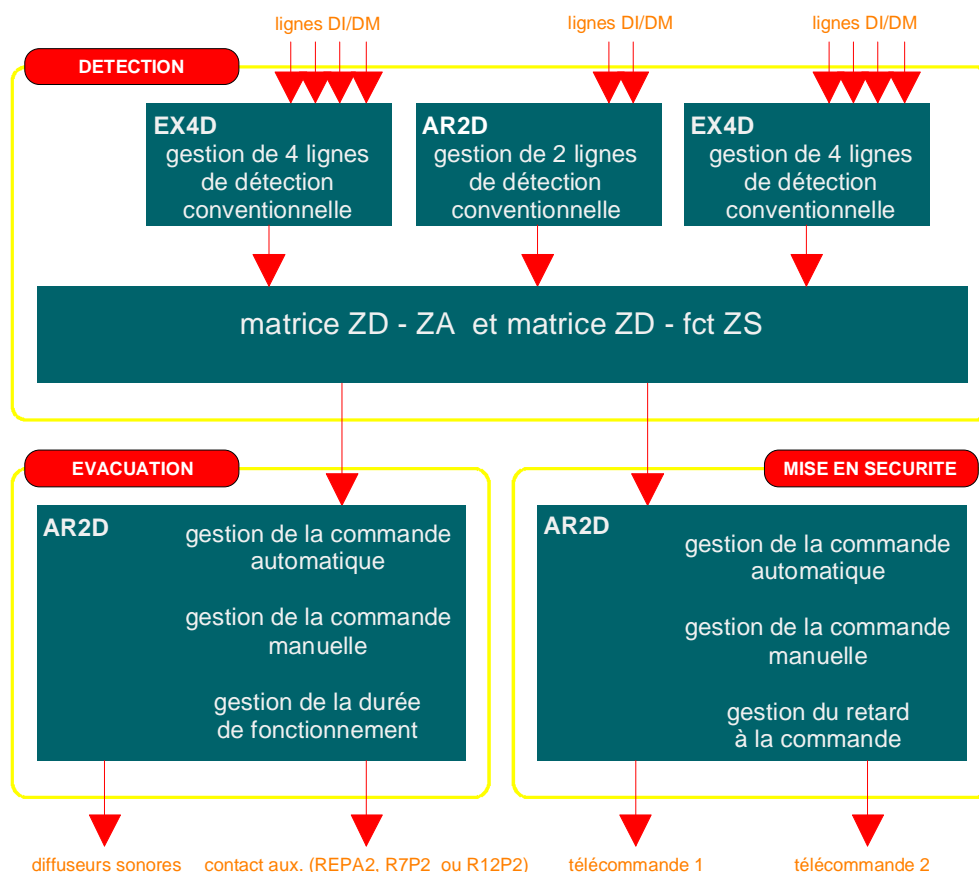 lignes DI/DM
lignes DI/DM
lignes DI/DM
DETECTION
EX4D
gestion de 4 lignes
de détection
conventionnelle
AR2D
gestion de 2 lignes
de détection
conventionnelle
EX4D
gestion de 4 lignes
de détection
conventionnelle
matrice ZD - ZA et matrice ZD - fct ZS
EVACUATION
AR2D
gestion de la commande
automatique
gestion de la commande
manuelle
gestion de la durée
de fonctionnement
MISE EN SECURITE
AR2D
gestion de la commande
automatique
gestion de la commande
manuelle
gestion du retard
à la commande
diffuseurs sonores
contact aux. (REPA2, R7P2 ou R12P2)
télécommande 1
télécommande 2